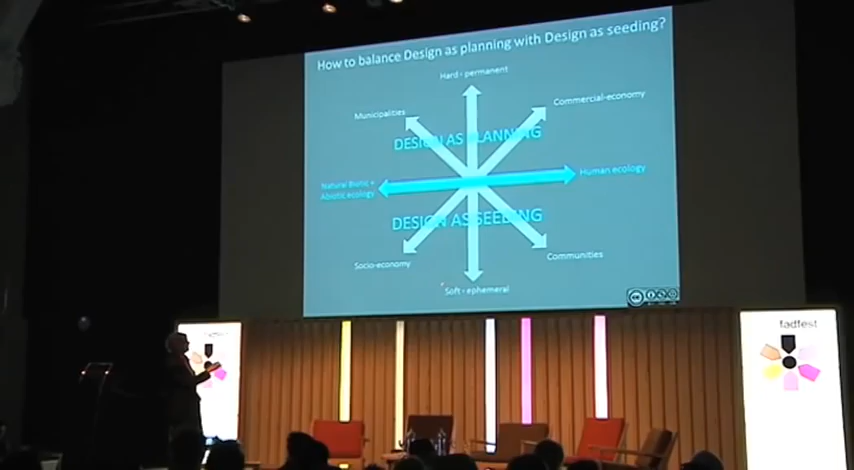 How to balance Design as planning with Design as seeding?
Hard - permanent
Municipalities
Commercial-economy
DESIGN AS PLANNING
Natural Biotic +
Abiotic ecology
Human ecology
DESIGN AS SEEDING
Socio-economy
Communities
Soft - ephemeral
cc
fadfest